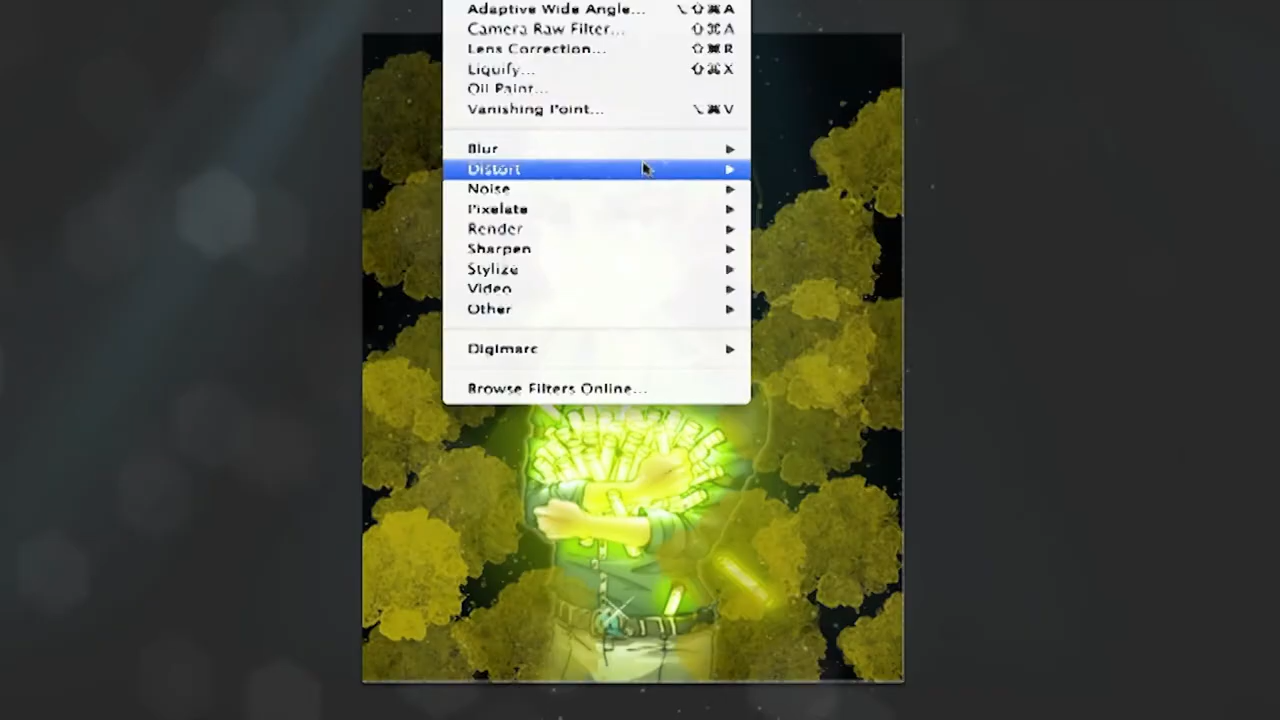 Adaptive Wide Angle... ⌥⇧⌘A
Camera Raw Filter... ⇧⌘A
Lens Correction... ⇧⌘R
Liquify... ⇧⌘X
Oil Paint...
Vanishing Point... ⌥⌘V
Blur
Distort
Noise
Pixelate
Render
Sharpen
Stylize
Video
Other
Digimarc
Browse Filters Online...